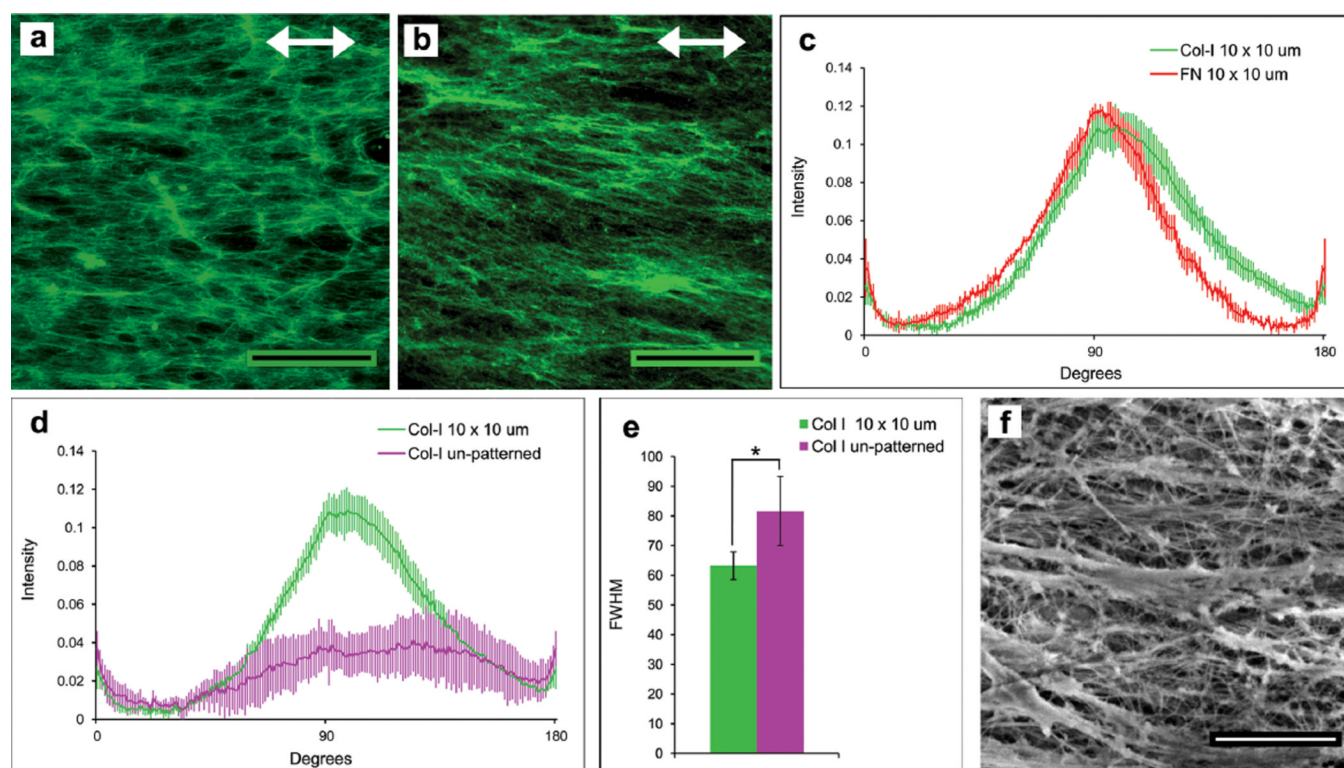 a
b
c
Col-I 10 x 10 um
FN 10 x 10 um
0.14
0.12
0.1
0.08
0.06
0.04
0.02
0
Intensity
0 90 180
Degrees
d
Col-I 10 x 10 um
Col-I un-patterned
0.14
0.12
0.1
0.08
0.06
0.04
0.02
0
Intensity
0 90 180
Degrees
e
Col I 10 x 10 um
Col I un-patterned
*
100
90
80
70
60
50
40
30
20
10
0
FWHM
f